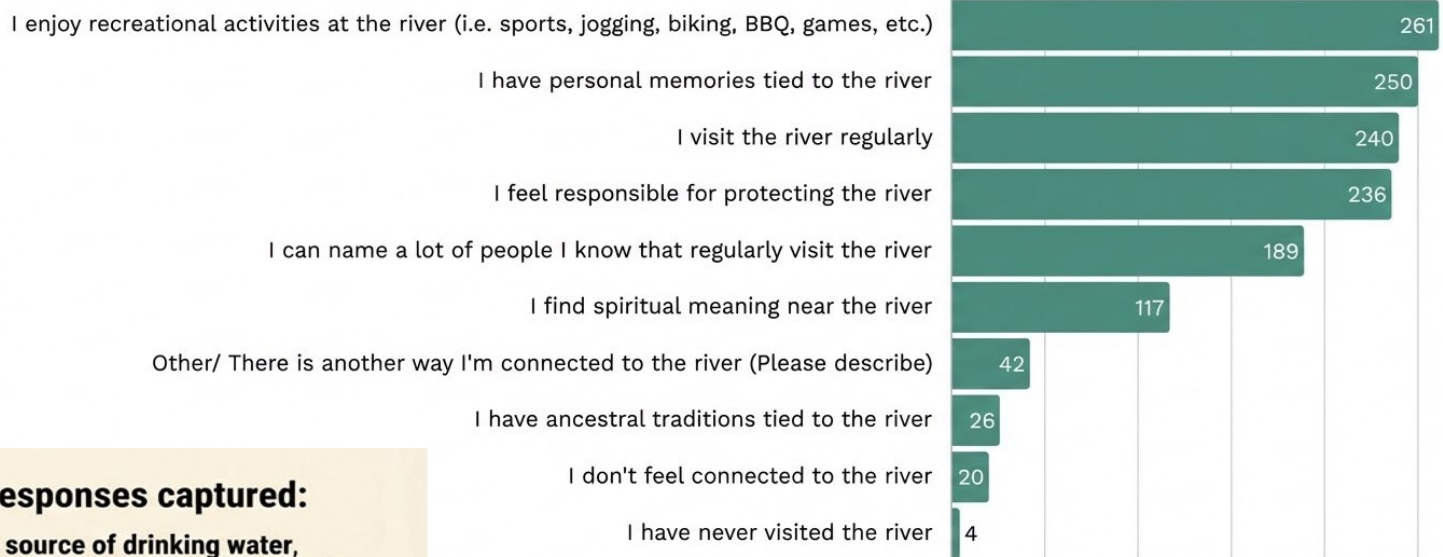 I enjoy recreational activities at the river (i.e. sports, jogging, biking, BBQ, games, etc.) 261
I have personal memories tied to the river 250
I visit the river regularly 240
I feel responsible for protecting the river 236
I can name a lot of people I know that regularly visit the river 189
I find spiritual meaning near the river 117
Other/ There is another way I'm connected to the river (Please describe) 42
I have ancestral traditions tied to the river 26
I don't feel connected to the river 20
I have never visited the river 4
esponses captured:
source of drinking water,